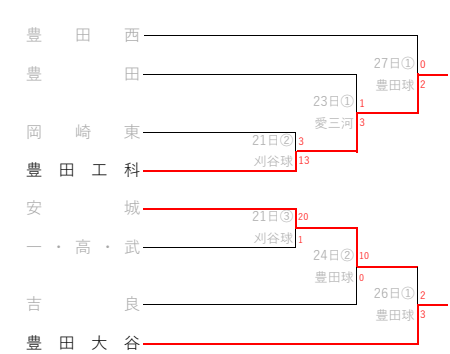 豊田西
27日① 0
豊田球 2
豊田
23日① 1
愛三河 3
岡崎東
21日② 3
刈谷球 13
豊田工科
安城
21日③ 20
刈谷球 1
一・高・武
24日② 10
豊田球 0
吉良
26日① 2
豊田球 3
豊田大谷